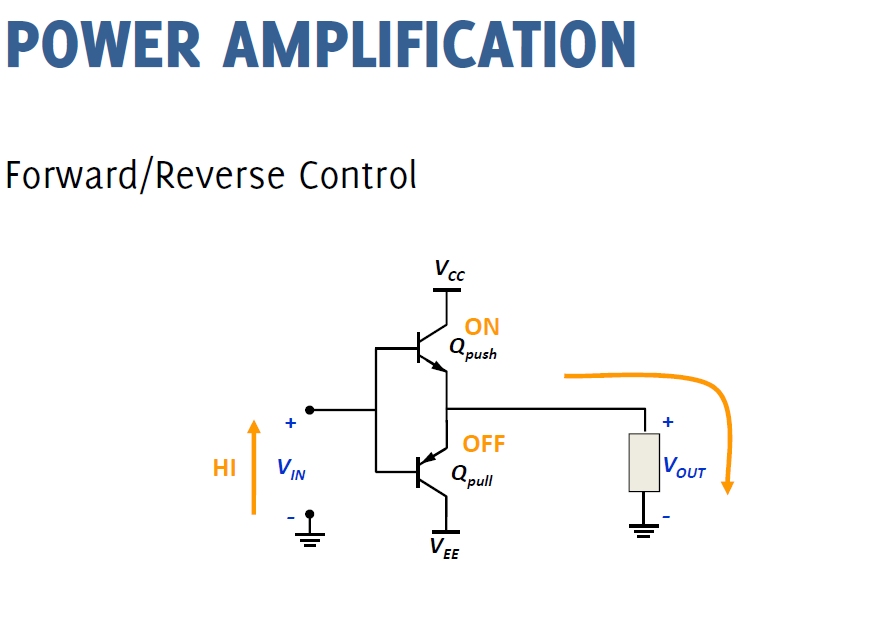 POWER AMPLIFICATION
Forward/Reverse Control
VCC
ON
Qpush
+
+
OFF
HI
VIN
Qpull
VOUT
-
-
VEE